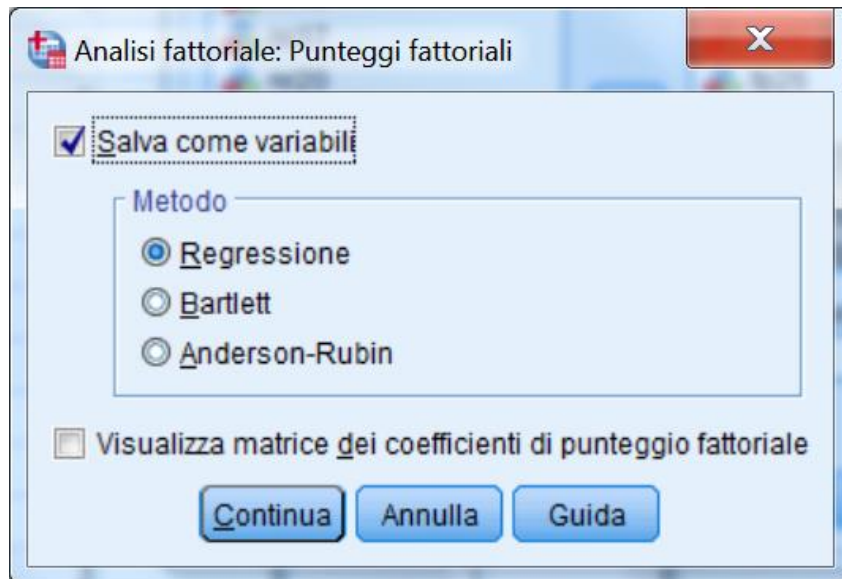 Analisi fattoriale: Punteggi fattoriali
Salva come variabili
Metodo
Regressione
Bartlett
Anderson-Rubin
Visualizza matrice dei coefficienti di punteggio fattoriale
Continua Annulla Guida